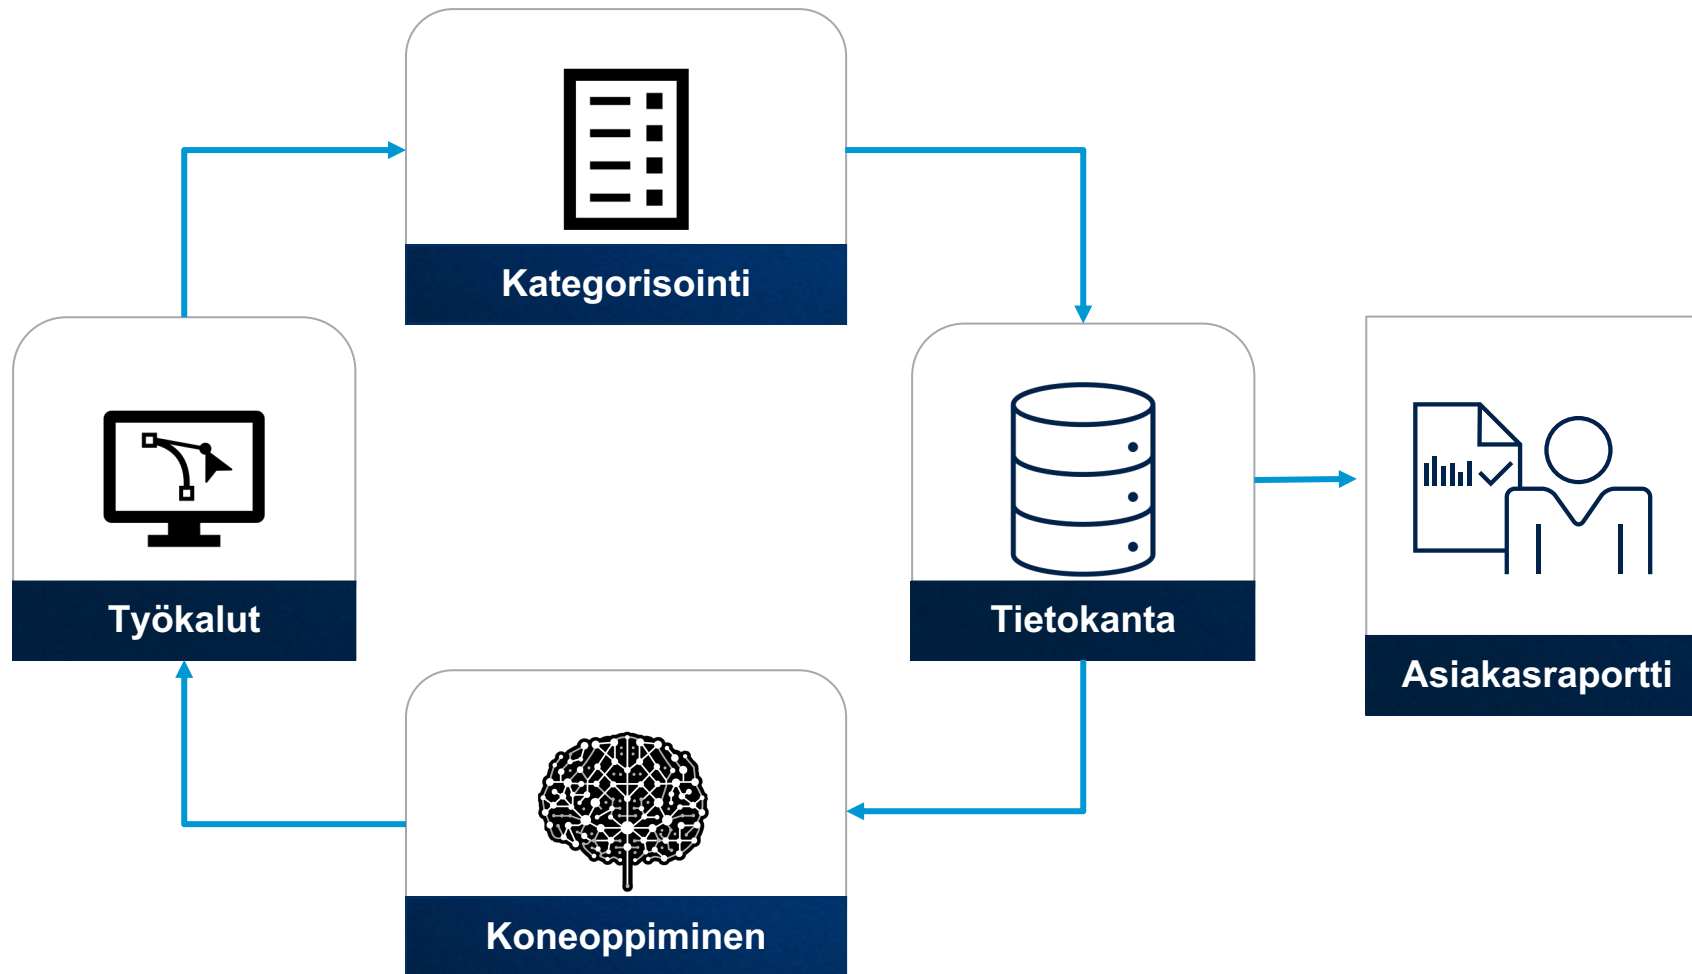 Kategorisointi
Työkalut
Tietokanta
Asiakasraportti
Koneoppiminen